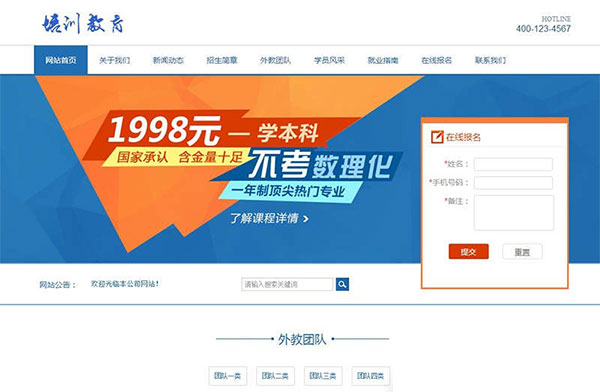 培训教育
HOTLINE
400-123-4567
网站首页 关于我们 新闻动态 招生简章 外教团队 学员风采 就业指南 在线报名 联系我们
1998元 — 学本科
国家承认 含金量十足
不考数理化
一年制顶尖热门专业
了解课程详情 >
在线报名
*姓名：
*手机号码：
*备注：
提交 重置
网站公告： 欢迎光临本公司网站！ 请输入搜索关键词
外教团队
团队一类 团队二类 团队三类 团队四类